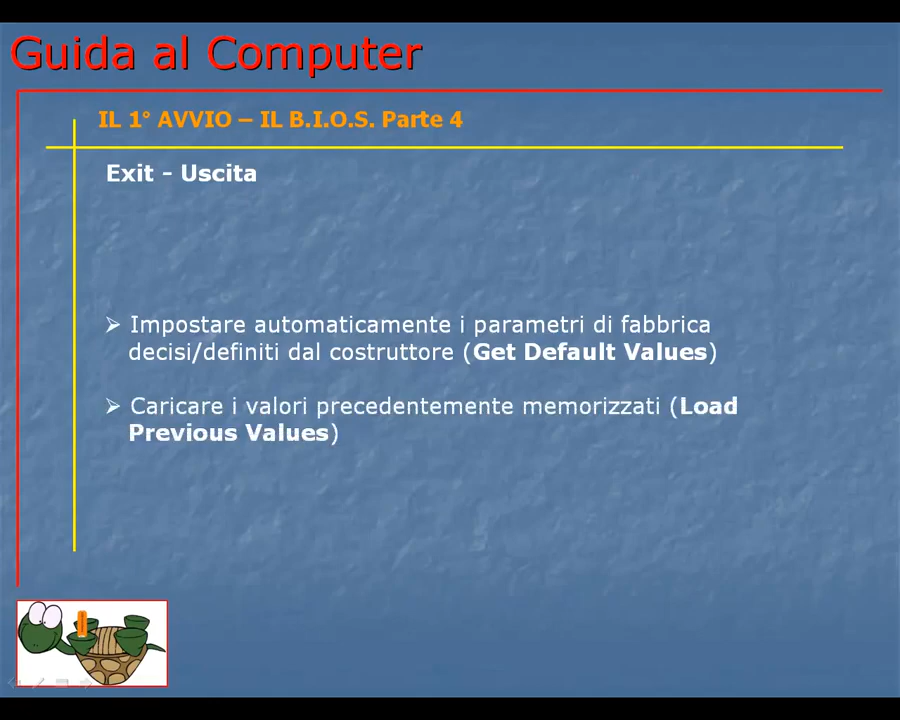 Guida al Computer
IL 1° AVVIO – IL B.I.O.S. Parte 4
Exit - Uscita
➢ Impostare automaticamente i parametri di fabbrica
decisi/definiti dal costruttore (Get Default Values)
➢ Caricare i valori precedentemente memorizzati (Load
Previous Values)